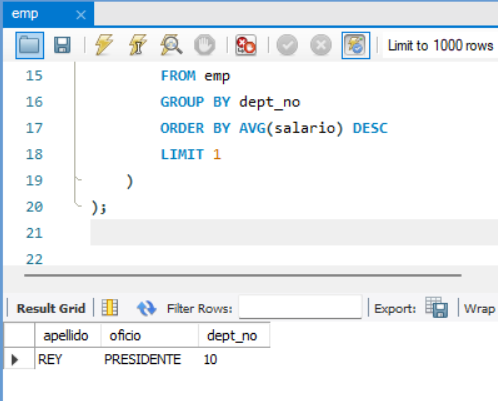 emp
Limit to 1000 rows
15 FROM emp
16 GROUP BY dept_no
17 ORDER BY AVG(salario) DESC
18 LIMIT 1
19 )
20 );
21
22
Result Grid Filter Rows: Export: Wrap
apellido oficio dept_no
REY PRESIDENTE 10